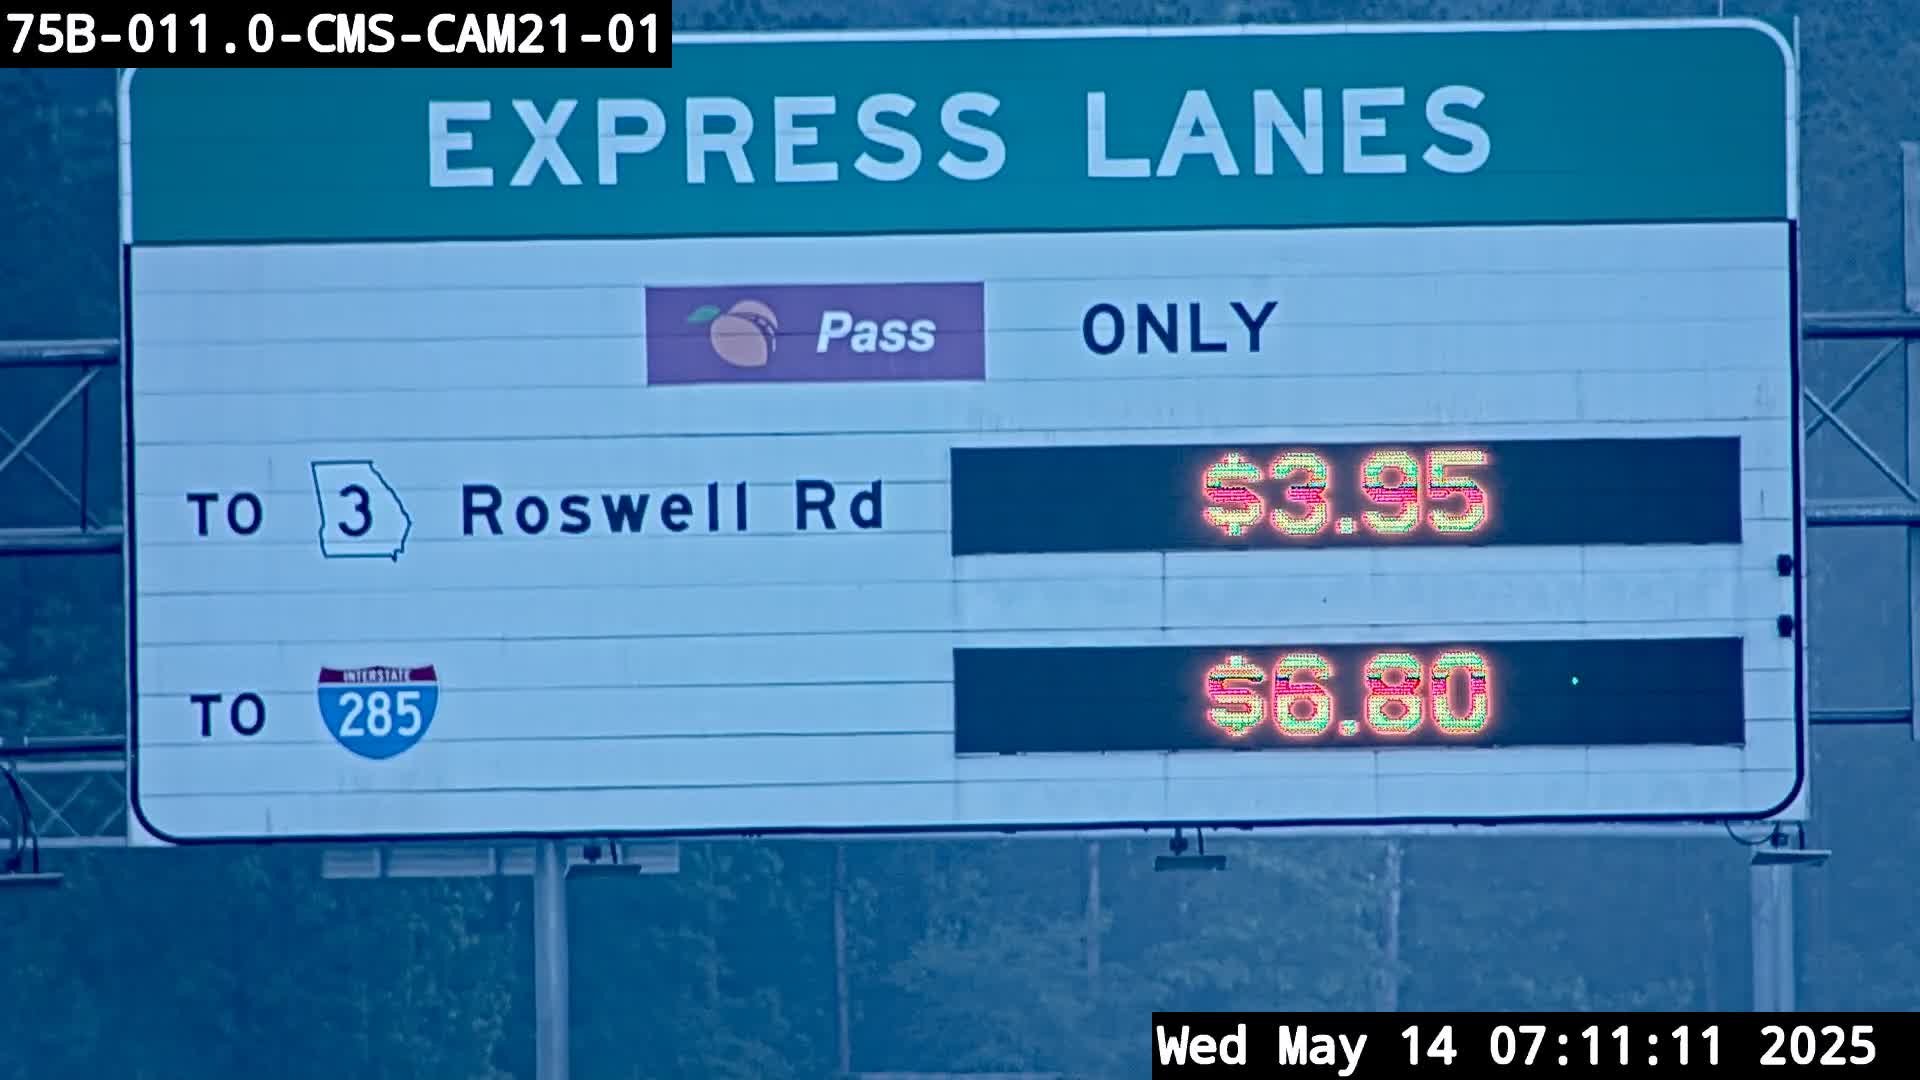 75B-011.0-CMS-CAM21-01
EXPRESS LANES
Pass ONLY
TO 3 Roswell Rd $3.95
TO INTERSTATE 285 $6.80
Wed May 14 07:11:11 2025